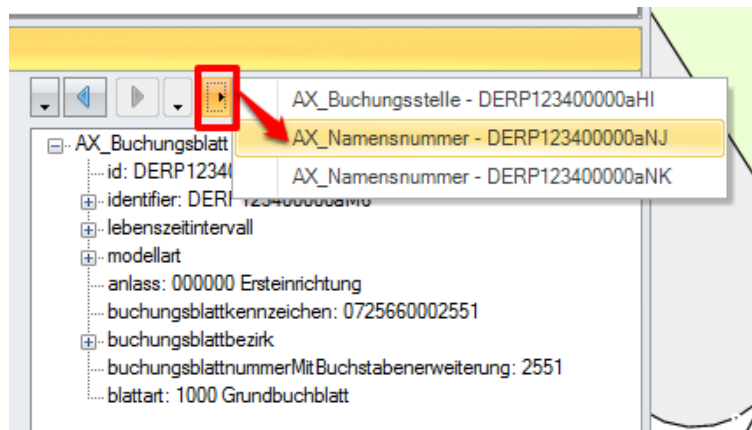 AX_Buchungsstelle - DERP123400000aHI
AX_Namensnummer - DERP123400000aNJ
AX_Namensnummer - DERP123400000aNK
AX_Buchungsblatt
id: DERP1234
identifier:
lebenszeitintervall
modellart
anlass: 000000 Ersteinrichtung
buchungsblattkennzeichen: 0725660002551
buchungsblattbezirk
buchungsblattnummerMitBuchstabenerweiterung: 2551
blattart: 1000 Grundbuchblatt